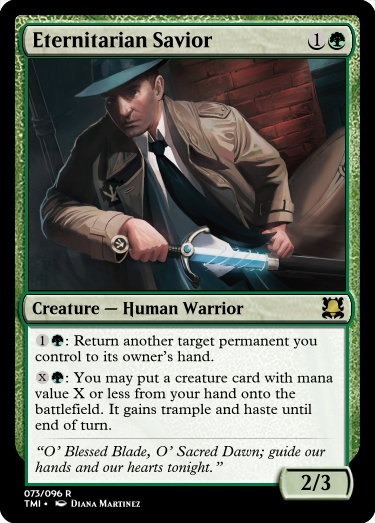 Eternitarian Savior 1
Creature — Human Warrior
1 : Return another target permanent you
control to its owner's hand.
X : You may put a creature card with mana
value X or less from your hand onto the
battlefield. It gains trample and haste until
end of turn.
“O’ Blessed Blade, O’ Sacred Dawn; guide our
hands and our hearts tonight.”
2/3
073/096 R
TMI • Diana Martinez